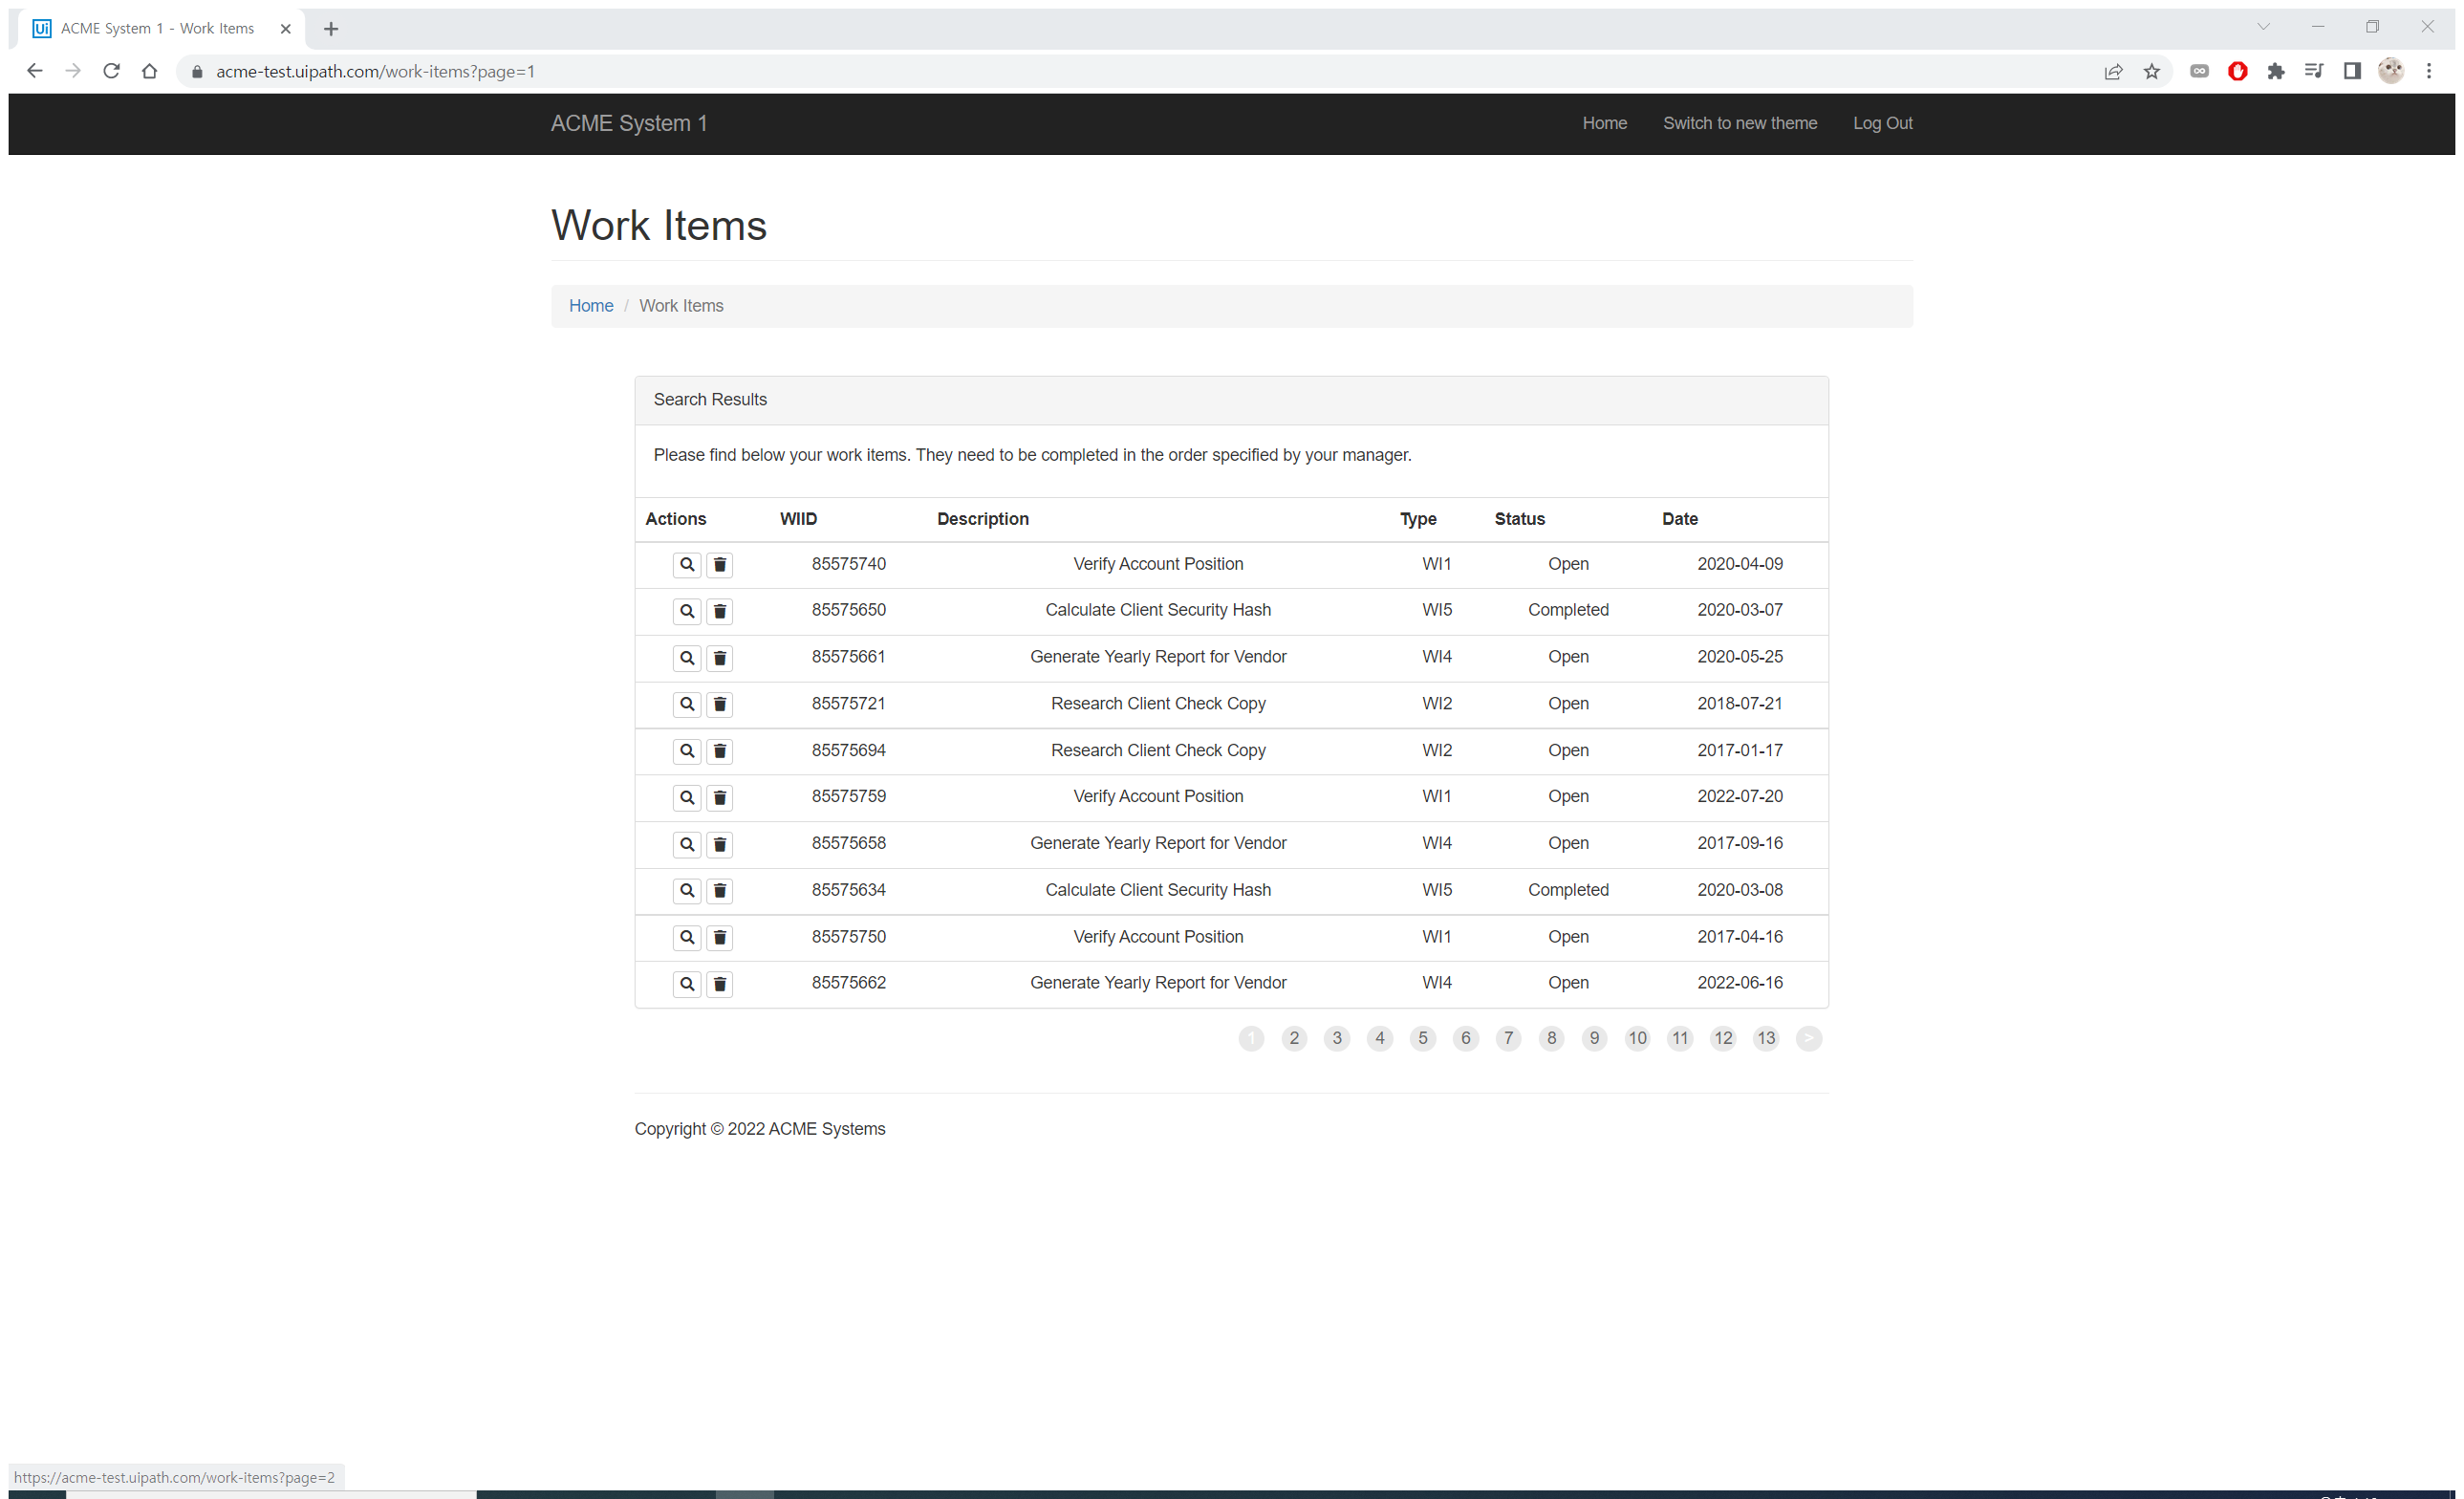 Ui ACME System 1 - Work Items
acme-test.uipath.com/work-items?page=1
ACME System 1 Home Switch to new theme Log Out
Work Items
Home / Work Items
Search Results
Please find below your work items. They need to be completed in the order specified by your manager.
Actions WIID Description Type Status Date
85575740 Verify Account Position WI1 Open 2020-04-09
85575650 Calculate Client Security Hash WI5 Completed 2020-03-07
85575661 Generate Yearly Report for Vendor WI4 Open 2020-05-25
85575721 Research Client Check Copy WI2 Open 2018-07-21
85575694 Research Client Check Copy WI2 Open 2017-01-17
85575759 Verify Account Position WI1 Open 2022-07-20
85575658 Generate Yearly Report for Vendor WI4 Open 2017-09-16
85575634 Calculate Client Security Hash WI5 Completed 2020-03-08
85575750 Verify Account Position WI1 Open 2017-04-16
85575662 Generate Yearly Report for Vendor WI4 Open 2022-06-16
1 2 3 4 5 6 7 8 9 10 11 12 13 >
Copyright © 2022 ACME Systems
https://acme-test.uipath.com/work-items?page=2